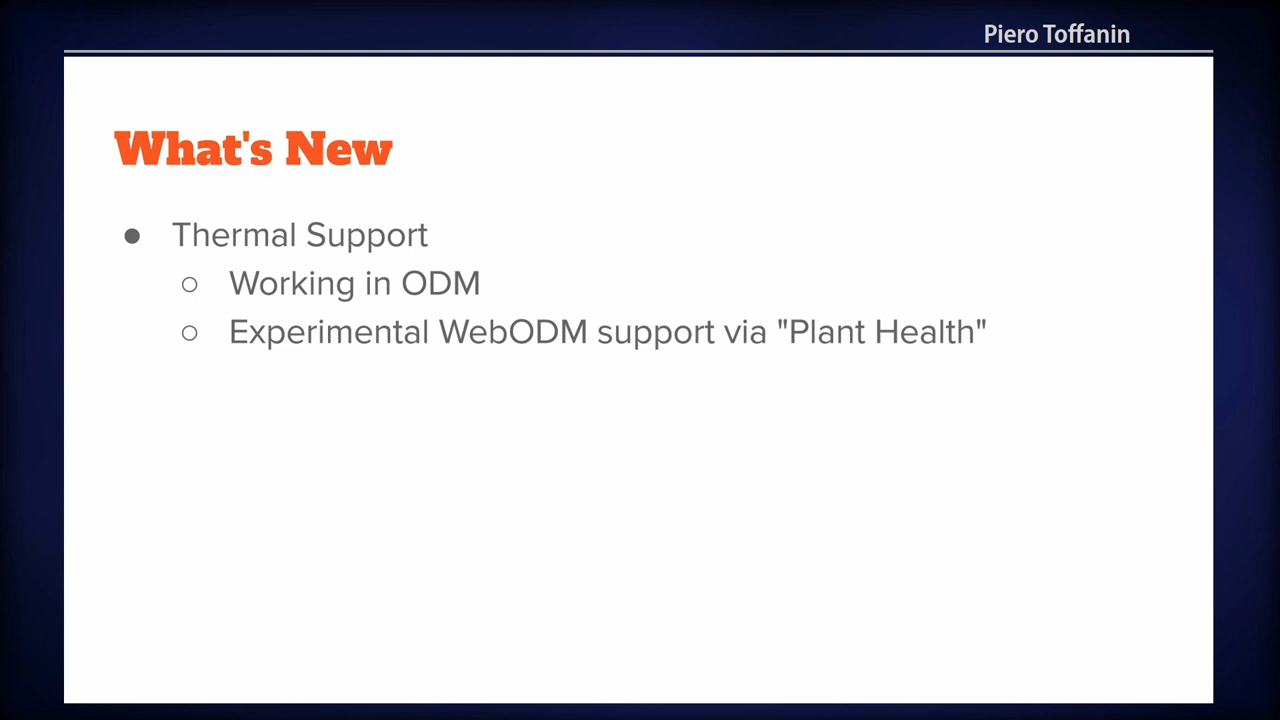 Piero Toffanin
What's New
● Thermal Support
○ Working in ODM
○ Experimental WebODM support via "Plant Health"